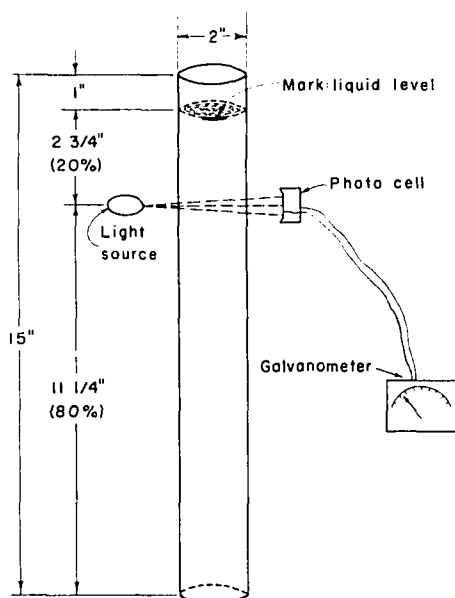 2"
1"
Mark liquid level
2 3/4"
(20%)
Photo cell
Light
source
15"
Galvanometer
11 1/4"
(80%)